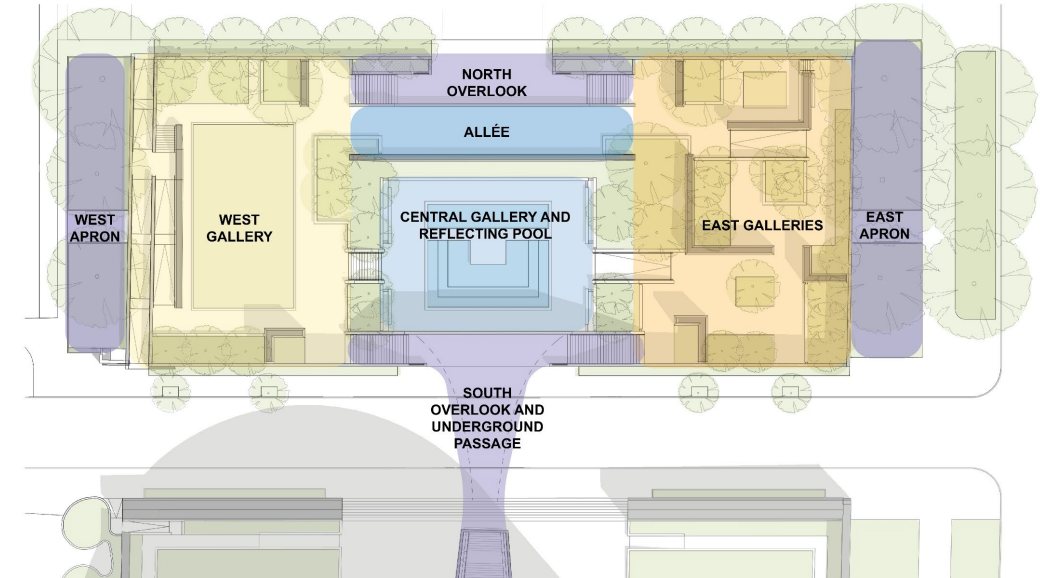 NORTH
OVERLOOK
ALLÉE
WEST
APRON
WEST
GALLERY
CENTRAL GALLERY AND
REFLECTING POOL
EAST GALLERIES
EAST
APRON
SOUTH
OVERLOOK AND
UNDERGROUND
PASSAGE